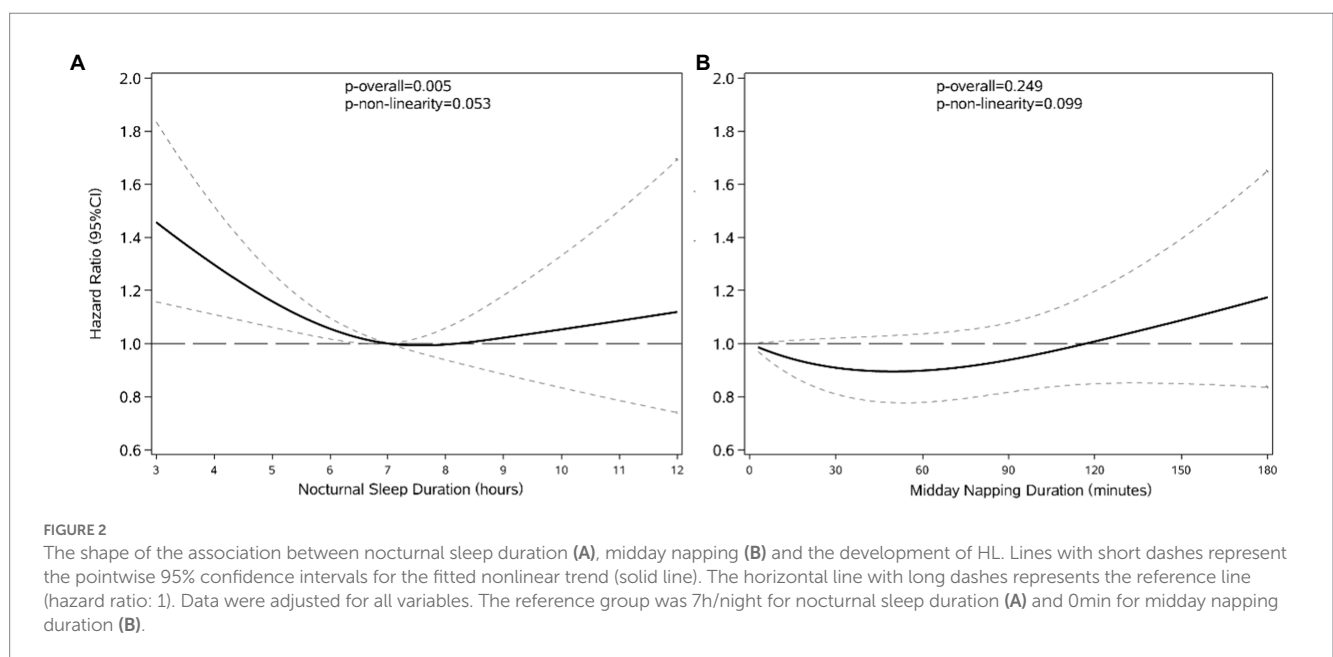 A
p-overall=0.005
p-non-linearity=0.053
2.0
1.8
1.6
1.4
1.2
1.0
0.8
0.6
Hazard Ratio (95%CI)
3 4 5 6 7 8 9 10 11 12
Nocturnal Sleep Duration (hours)
B
p-overall=0.249
p-non-linearity=0.099
2.0
1.8
1.6
1.4
1.2
1.0
0.8
0.6
0 30 60 90 120 150 180
Midday Napping Duration (minutes)
FIGURE 2
The shape of the association between nocturnal sleep duration (A), midday napping (B) and the development of HL. Lines with short dashes represent
the pointwise 95% confidence intervals for the fitted nonlinear trend (solid line). The horizontal line with long dashes represents the reference line
(hazard ratio: 1). Data were adjusted for all variables. The reference group was 7h/night for nocturnal sleep duration (A) and 0min for midday napping
duration (B).